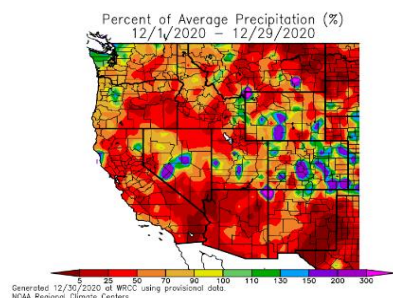 Percent of Average Precipitation (%)
12/1/2020 – 12/29/2020
5 25 50 70 90 100 110 130 150 200 300
Generated 12/30/2020 at WRCC using provisional data.
NOAA Regional Climate Centers